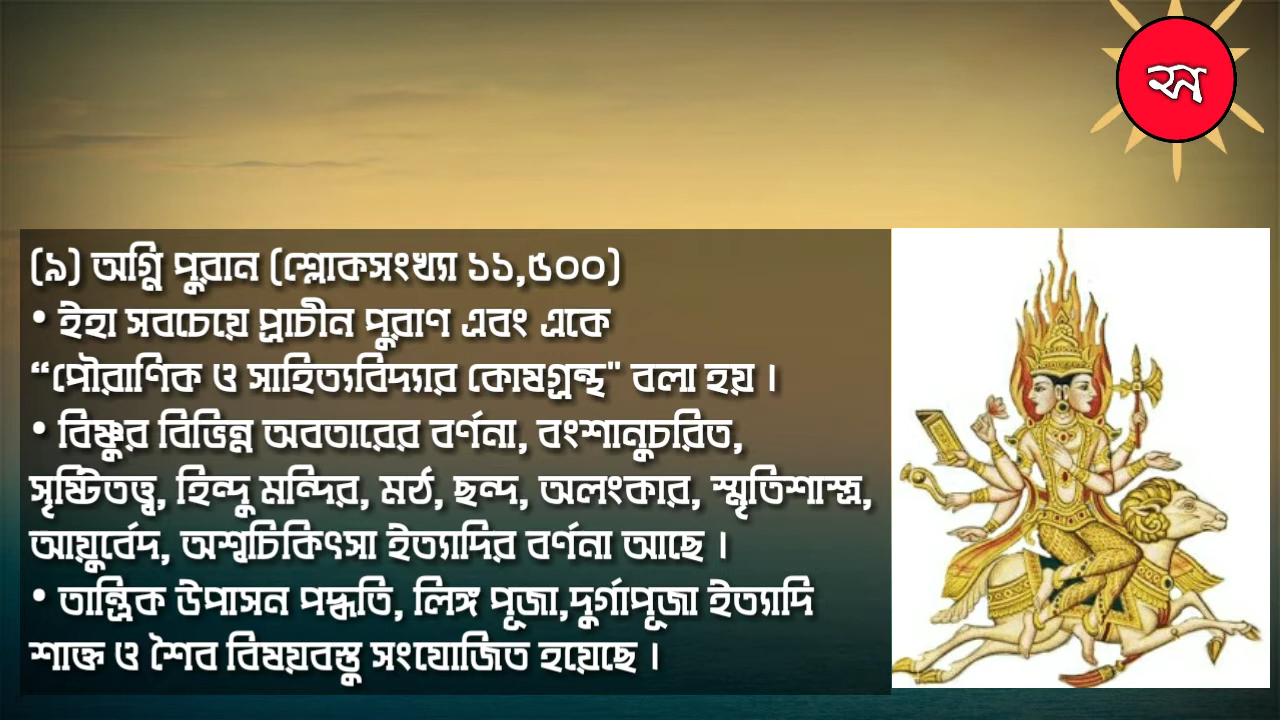 স
(৯) অগ্নি পুরান (শ্লোকসংখ্যা ১১,৫০০)
• ইহা সবচেয়ে প্রাচীন পুরাণ এবং একে
“পৌরাণিক ও সাহিত্যবিদ্যার কোষগ্রন্থ" বলা হয় ।
• বিষ্ণুর বিভিন্ন অবতারের বর্ণনা, বংশানুচরিত,
সৃষ্টিতত্ত্ব, হিন্দু মন্দির, মঠ, ছন্দ, অলংকার, স্মৃতিশাস্ত্র,
আয়ুর্বেদ, অশ্বচিকিৎসা ইত্যাদির বর্ণনা আছে ।
• তান্ত্রিক উপাসন পদ্ধতি, লিঙ্গ পূজা,দুর্গাপূজা ইত্যাদি
শাক্ত ও শৈব বিষয়বস্তু সংযোজিত হয়েছে ।